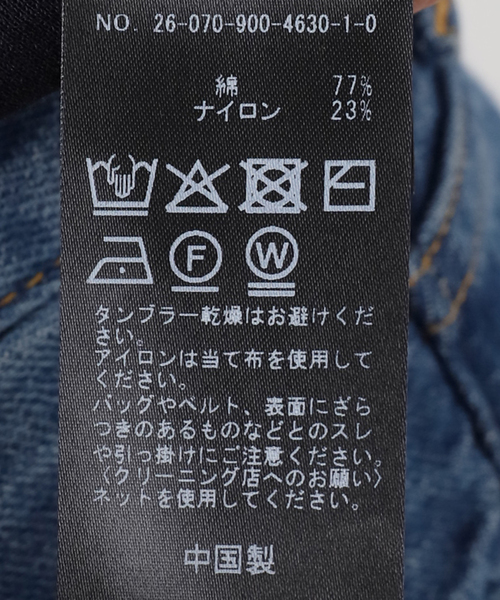 NO. 26-070-900-4630-1-0
綿 77%
ナイロン 23%
F W
タンブラー乾燥はお避けくだ
さい。
アイロンは当て布を使用して
ください。
バッグやベルト、表面にざら
つきのあるものなどとのスレ
や引っ掛けにご注意ください。
〈クリーニング店へのお願い〉
ネットを使用してください。
中国製